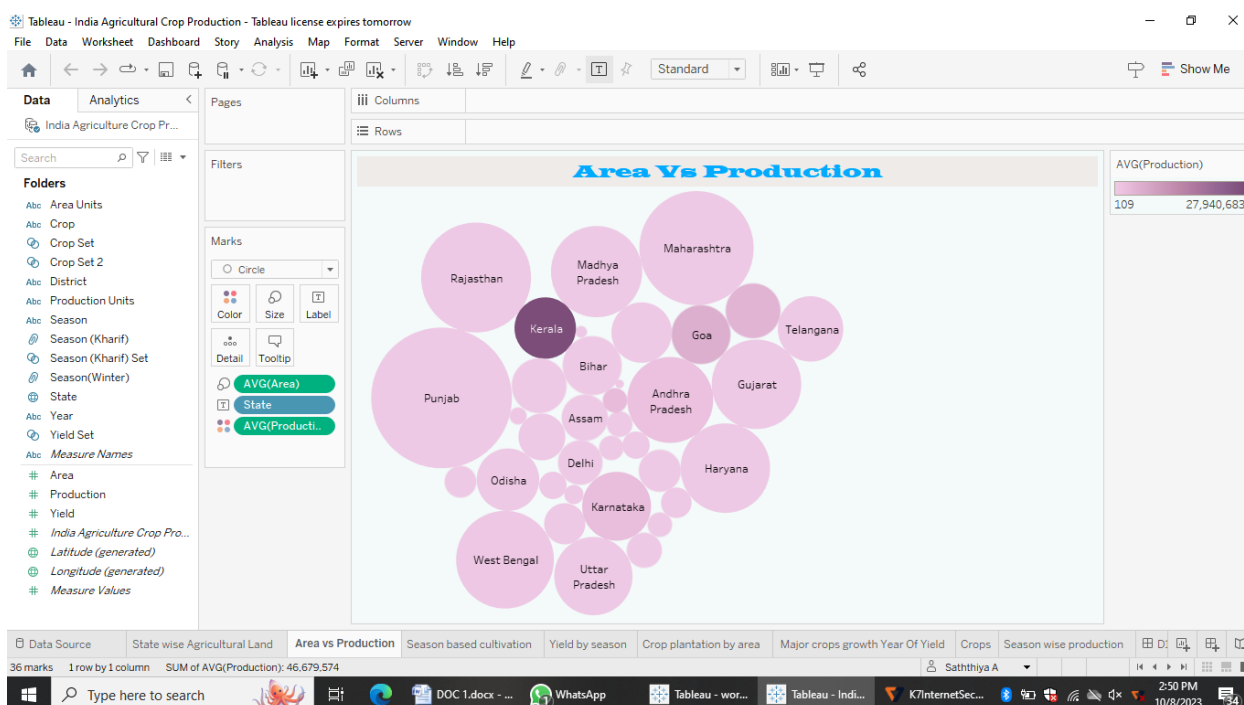 Tableau - India Agricultural Crop Production - Tableau license expires tomorrow
File Data Worksheet Dashboard Story Analysis Map Format Server Window Help
Standard
Show Me
Data Analytics
India Agriculture Crop Pr...
Search
Folders
Abc Area Units
Abc Crop
Crop Set
Crop Set 2
Abc District
Abc Production Units
Abc Season
Season (Kharif)
Season (Kharif) Set
Season(Winter)
State
Abc Year
Yield Set
Abc Measure Names
# Area
# Production
# Yield
# India Agriculture Crop Pro...
Latitude (generated)
Longitude (generated)
# Measure Values
Pages
Filters
Marks
Circle
Color Size Label
Detail Tooltip
AVG(Area)
State
AVG(Producti..
Columns
Rows
Area Vs Production
Maharashtra
Madhya
Pradesh
Rajasthan
Kerala
Goa
Telangana
Bihar
Punjab
Andhra
Pradesh
Gujarat
Assam
Delhi
Haryana
Odisha
Karnataka
West Bengal
Uttar
Pradesh
AVG(Production)
109 27,940,683
Data Source State wise Agricultural Land Area vs Production Season based cultivation Yield by season Crop plantation by area Major crops growth Year Of Yield Crops Season wise production
36 marks 1 row by 1 column SUM of AVG(Production): 46,679,574
Saththiya A
Type here to search
DOC 1.docx - ...
WhatsApp
Tableau - wor...
Tableau - Indi...
K7InternetSec...
2:50 PM
10/8/2023
34